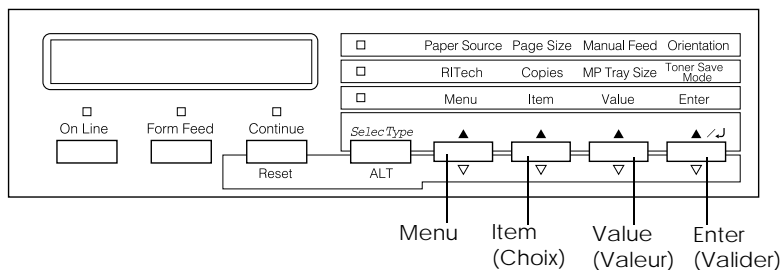 Paper Source Page Size Manual Feed Orientation
RITech Copies MP Tray Size Toner Save Mode
Menu Item Value Enter
On Line Form Feed Continue SelecType
Reset ALT
Menu Item Value Enter
(Choix) (Valeur) (Valider)